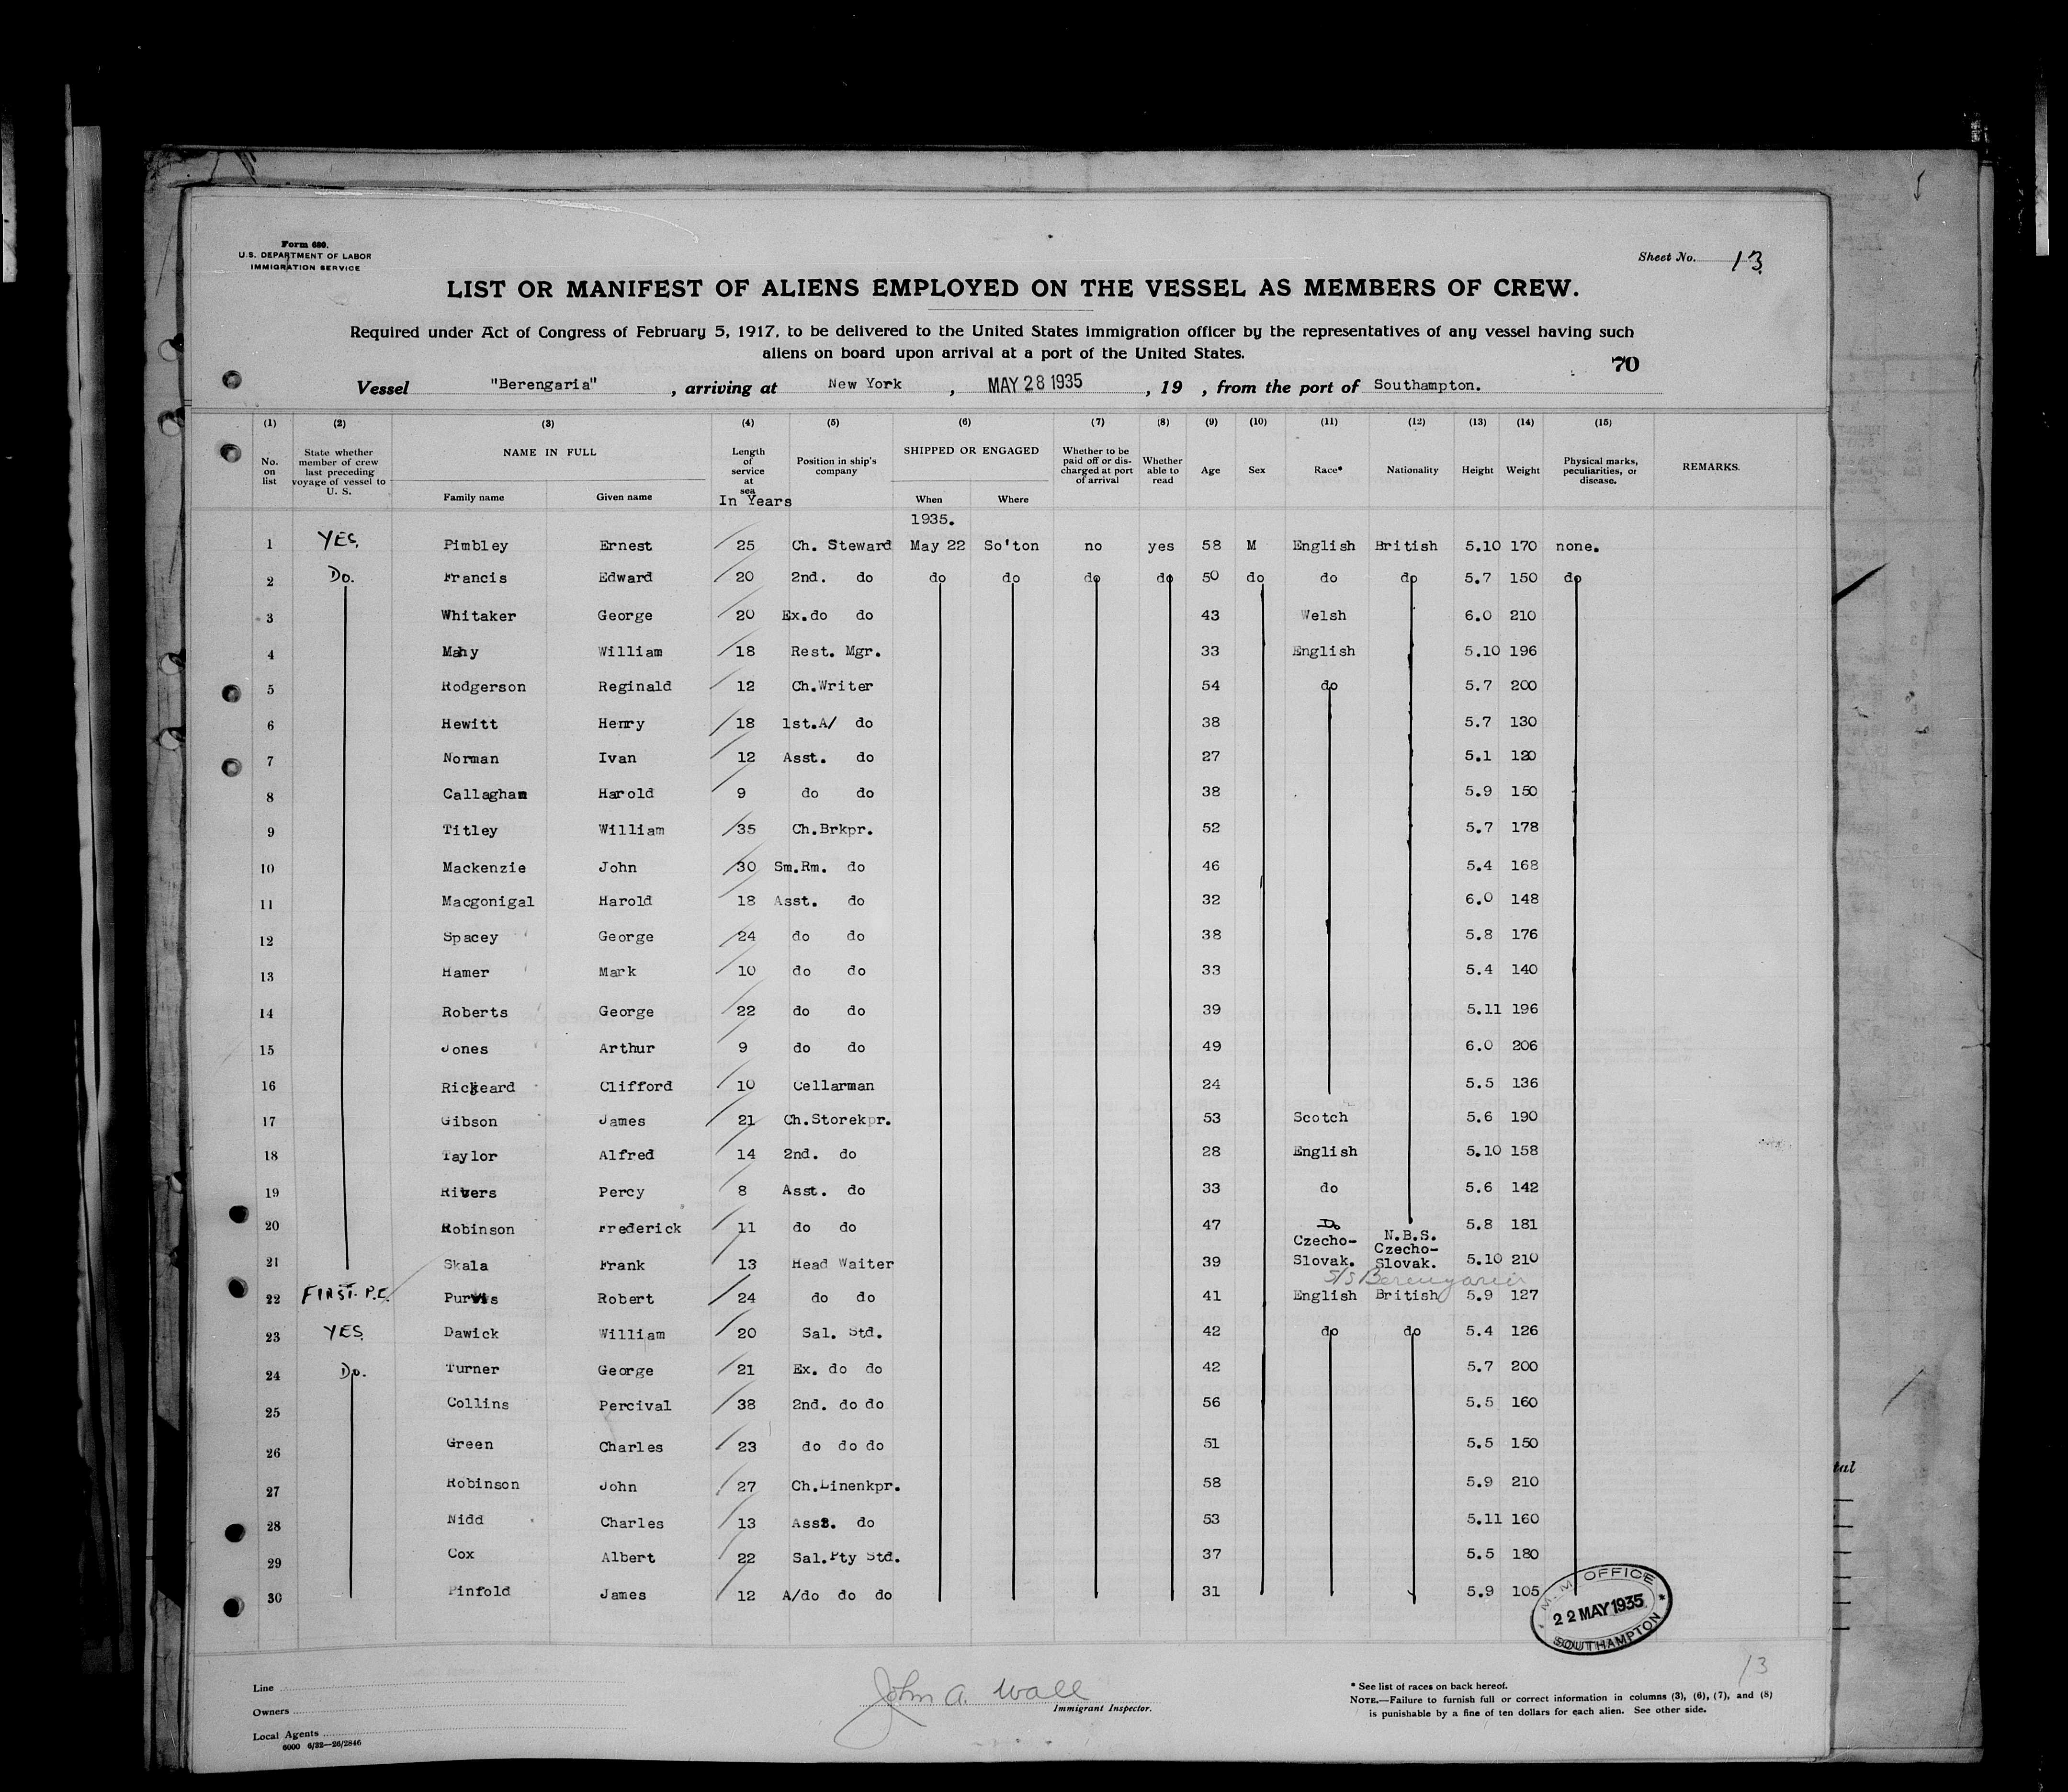 Form 680.
U.S. DEPARTMENT OF LABOR
IMMIGRATION SERVICE
Sheet No. 13
LIST OR MANIFEST OF ALIENS EMPLOYED ON THE VESSEL AS MEMBERS OF CREW.
Required under Act of Congress of February 5, 1917, to be delivered to the United States immigration officer by the representatives of any vessel having such
aliens on board upon arrival at a port of the United States.
70
Vessel "Berengaria" , arriving at New York , MAY 28 1935 , 19 , from the port of Southampton.
(1) (2) (3) (4) (5) (6) (7) (8) (9) (10) (11) (12) (13) (14) (15)
No. on list State whether member of crew last preceding voyage of vessel to U. S. NAME IN FULL Family name Given name Length of service at sea In Years Position in ship's company SHIPPED OR ENGAGED When Where Whether to be paid off or discharged at port of arrival Whether able to read Age Sex Race* Nationality Height Weight Physical marks, peculiarities, or disease. REMARKS.
1935.
1 YES. Pimbley Ernest 25 Ch. Steward May 22 So'ton no yes 58 M English British 5.10 170 none.
2 Do. Francis Edward 20 2nd. do do do do do 50 do do do 5.7 150 do
3 Whitaker George 20 Ex.do do 43 Welsh 6.0 210
4 Mahy William 18 Rest. Mgr. 33 English 5.10 196
5 Rodgerson Reginald 12 Ch.Writer 54 do 5.7 200
6 Hewitt Henry 18 1st.A/ do 38 5.7 130
7 Norman Ivan 12 Asst. do 27 5.1 120
8 Callaghan Harold 9 do do 38 5.9 150
9 Titley William 35 Ch.Brkpr. 52 5.7 178
10 Mackenzie John 30 Sm.Rm. do 46 5.4 168
11 Macgonigal Harold 18 Asst. do 32 6.0 148
12 Spacey George 24 do do 38 5.8 176
13 Hamer Mark 10 do do 33 5.4 140
14 Roberts George 22 do do 39 5.11 196
15 Jones Arthur 9 do do 49 6.0 206
16 Rickeard Clifford 10 Cellarman 24 5.5 136
17 Gibson James 21 Ch.Storekpr. 53 Scotch 5.6 190
18 Taylor Alfred 14 2nd. do 28 English 5.10 158
19 Rivers Percy 8 Asst. do 33 do 5.6 142
20 Robinson Frederick 11 do do 47 Do 5.8 181
21 Skala Frank 13 Head Waiter 39 Czecho-Slovak. N.B.S. Czecho-Slovak. 5.10 210
S/S Berengaria
22 FIRST. P.C. Purvis Robert 24 do do 41 English British 5.9 127
23 YES. Dawick William 20 Sal. Std. 42 do do 5.4 126
24 Do. Turner George 21 Ex. do do 42 5.7 200
25 Collins Percival 38 2nd. do do 56 5.5 160
26 Green Charles 23 do do do 51 5.5 150
27 Robinson John 27 Ch.Linenkpr. 58 5.9 210
28 Nidd Charles 13 Asst. do 53 5.11 160
29 Cox Albert 22 Sal.Pty Std. 37 5.5 180
30 Pinfold James 12 A/do do do 31 5.9 105
M.M. OFFICE
22 MAY 1935
SOUTHAMPTON
13
Line
Owners
Local Agents
6000 6/32—26/2846
John A. Wall
Immigrant Inspector.
* See list of races on back hereof.
NOTE.—Failure to furnish full or correct information in columns (3), (6), (7), and (8)
is punishable by a fine of ten dollars for each alien. See other side.
tal